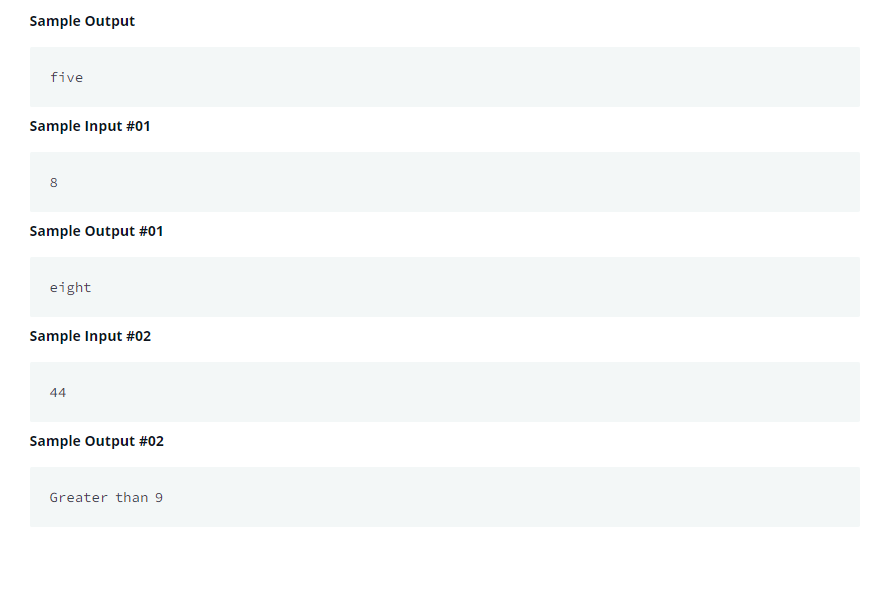 Sample Output
five
Sample Input #01
8
Sample Output #01
eight
Sample Input #02
44
Sample Output #02
Greater than 9